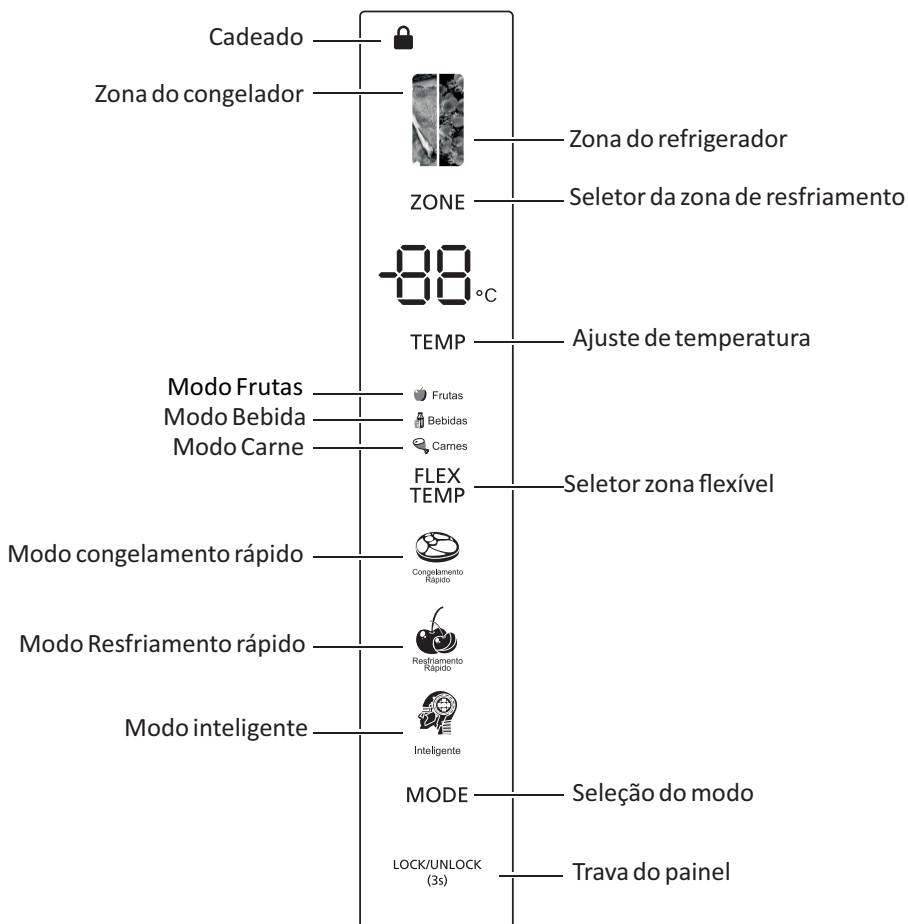 Cadeado
Zona do congelador
Zona do refrigerador
ZONE
Seletor da zona de resfriamento
-88 °C
TEMP
Ajuste de temperatura
Modo Frutas
Frutas
Modo Bebida
Bebidas
Modo Carne
Carnes
FLEX
TEMP
Seletor zona flexível
Modo congelamento rápido
Congelamento
Rápido
Modo Resfriamento rápido
Resfriamento
Rápido
Modo inteligente
Inteligente
MODE
Seleção do modo
LOCK/UNLOCK
(3s)
Trava do painel